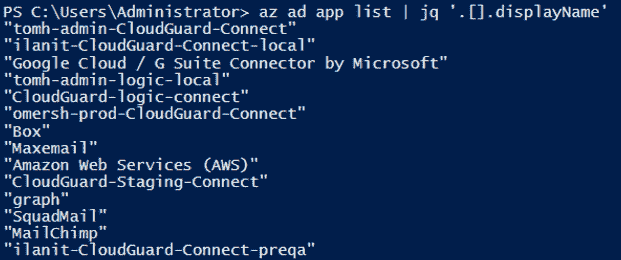 PS C:\Users\Administrator> az ad app list | jq '.[].displayName'
"tomh-admin-CloudGuard-Connect"
"ilanit-CloudGuard-Connect-local"
"Google Cloud / G Suite Connector by Microsoft"
"tomh-admin-logic-local"
"CloudGuard-logic-connect"
"omersh-prod-CloudGuard-Connect"
"Box"
"Maxemail"
"Amazon Web Services (AWS)"
"CloudGuard-Staging-Connect"
"graph"
"SquadMail"
"MailChimp"
"ilanit-CloudGuard-Connect-preqa"